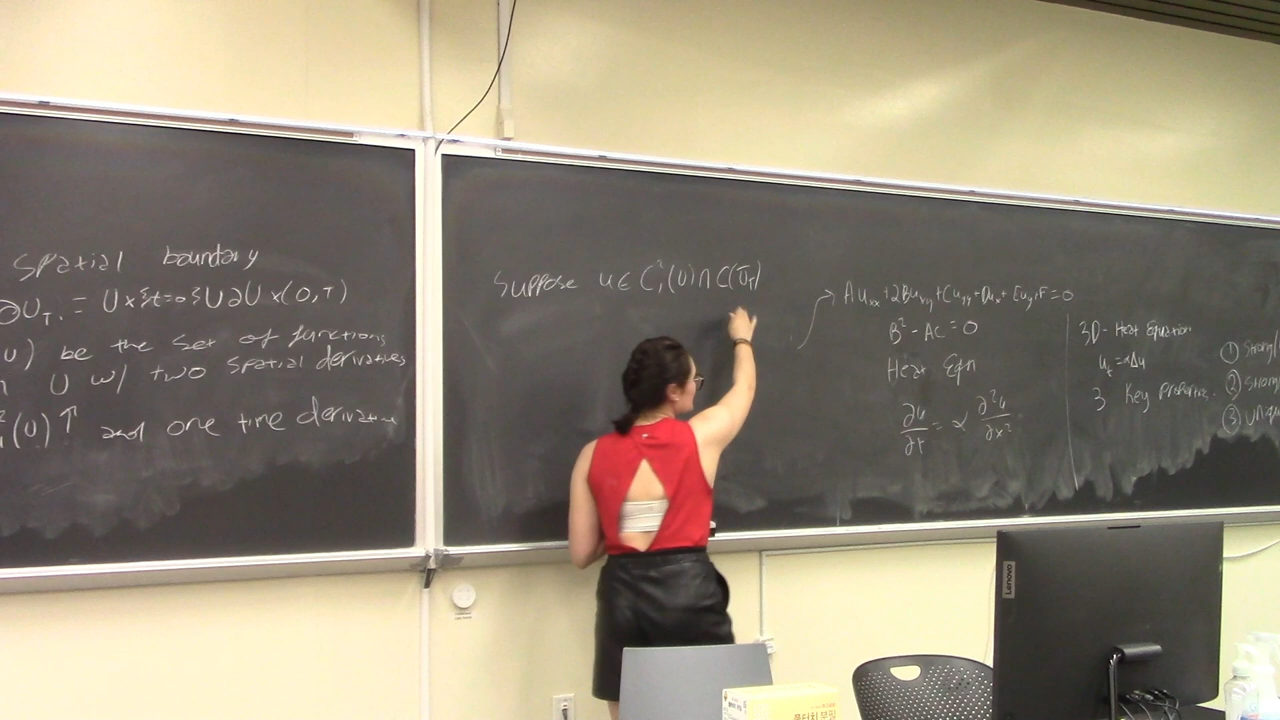 spatial boundary
∂U_T = U x {t=0} U ∂U x (0,T)
U) be the set of functions
U w/ two spatial derivatives
²₁(U) ↑ and one time derivative
Suppose u ∈ C²₁(U) ∩ C(Ū_T)
Au_xx + 2Bu_xy + Cu_yy + Du_x + Eu_y + F = 0
B² - AC = 0
Heat Eqn
∂u/∂t = α ∂²u/∂x²
3D - Heat Equation
u_t = αΔu
3 Key Properties
① Strong
② Strong
③ Uniqu
Lenovo